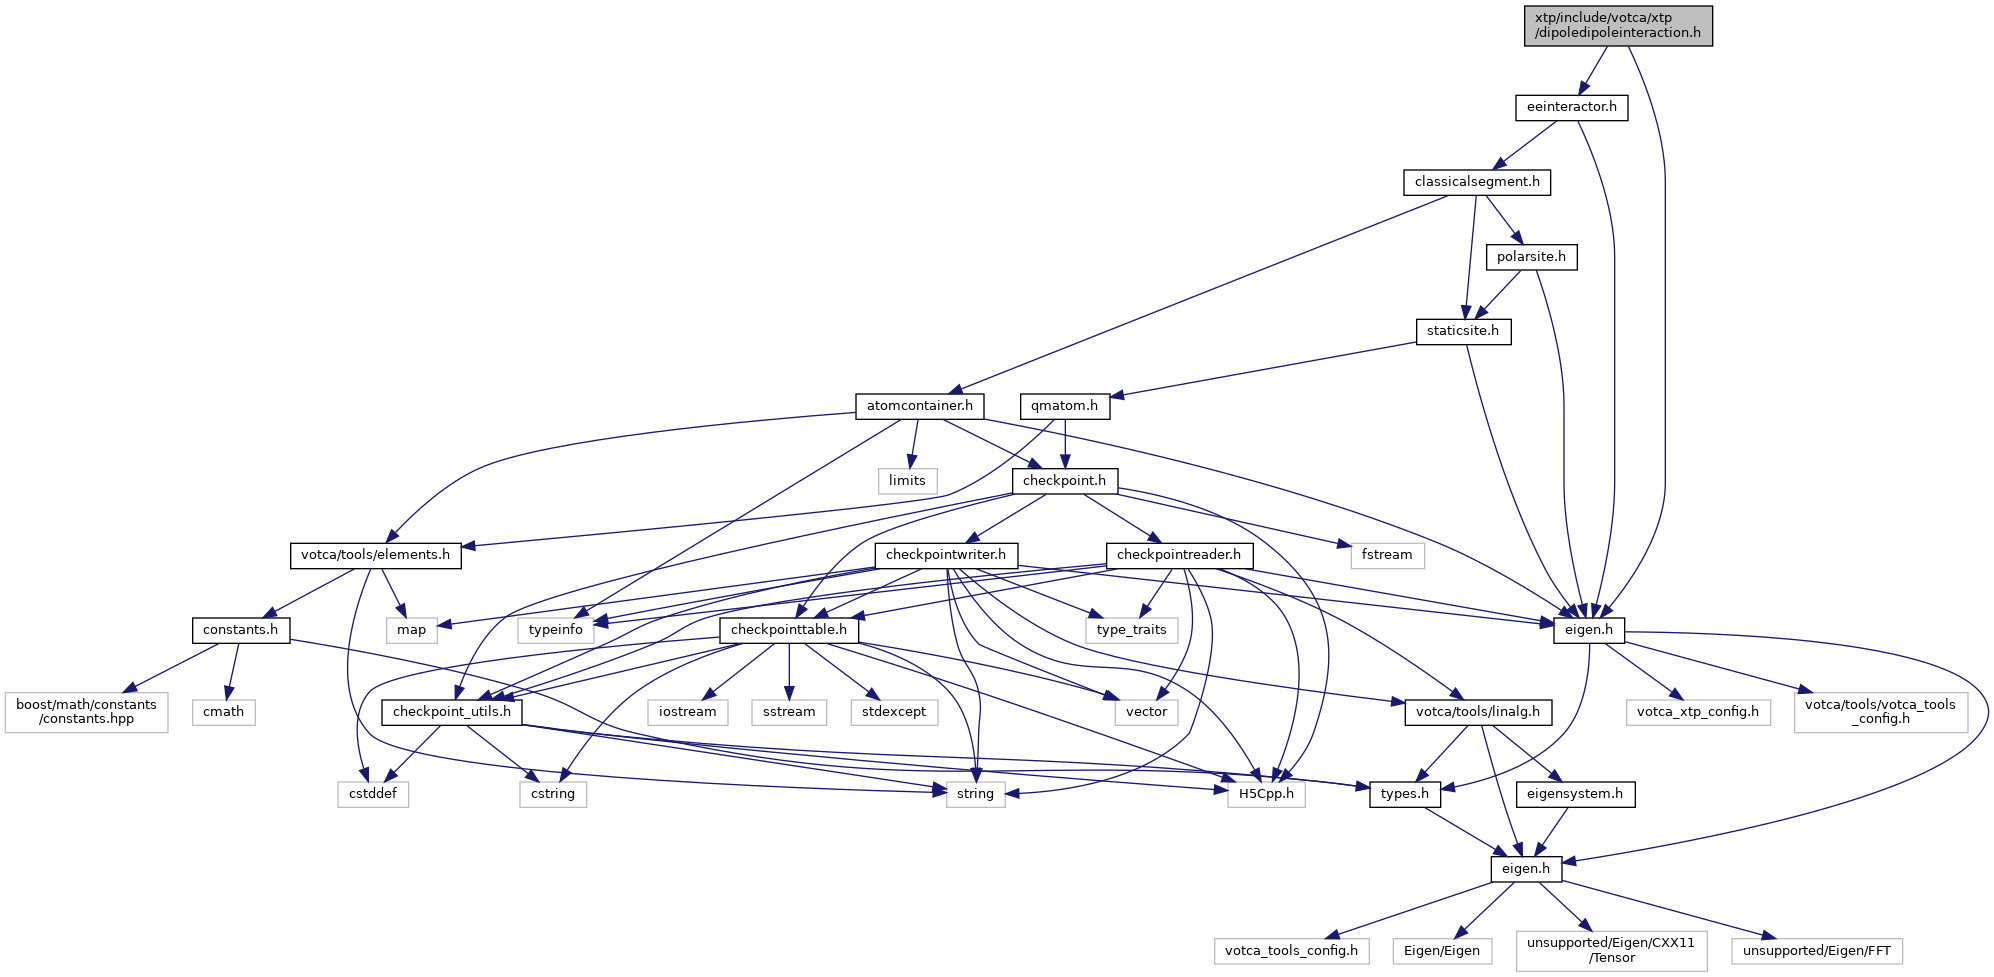 xtp/include/votca/xtp
/dipoledipoleinteraction.h
eeinteractor.h
classicalsegment.h
polarsite.h
staticsite.h
atomcontainer.h
qmatom.h
limits
checkpoint.h
votca/tools/elements.h
checkpointwriter.h
checkpointreader.h
fstream
constants.h
map
typeinfo
checkpointtable.h
type_traits
eigen.h
boost/math/constants
/constants.hpp
cmath
checkpoint_utils.h
iostream
sstream
stdexcept
vector
votca/tools/linalg.h
votca_xtp_config.h
votca/tools/votca_tools
_config.h
cstddef
cstring
string
H5Cpp.h
types.h
eigensystem.h
eigen.h
votca_tools_config.h
Eigen/Eigen
unsupported/Eigen/CXX11
/Tensor
unsupported/Eigen/FFT